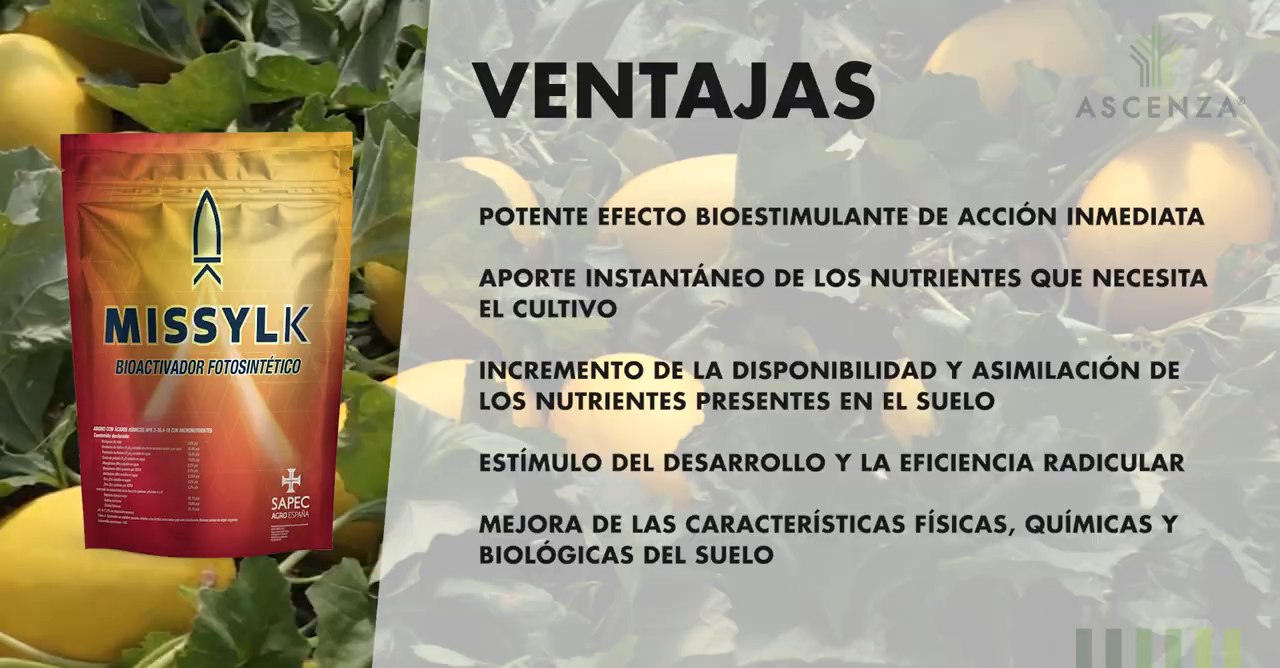 VENTAJAS
ASCENZA
POTENTE EFECTO BIOESTIMULANTE DE ACCIÓN INMEDIATA
APORTE INSTANTÁNEO DE LOS NUTRIENTES QUE NECESITA
EL CULTIVO
INCREMENTO DE LA DISPONIBILIDAD Y ASIMILACIÓN DE
LOS NUTRIENTES PRESENTES EN EL SUELO
ESTÍMULO DEL DESARROLLO Y LA EFICIENCIA RADICULAR
MEJORA DE LAS CARACTERÍSTICAS FÍSICAS, QUÍMICAS Y
BIOLÓGICAS DEL SUELO
MISSYLK
BIOACTIVADOR FOTOSINTÉTICO
Contenido declarado:
SAPEC
AGRO ESPAÑA